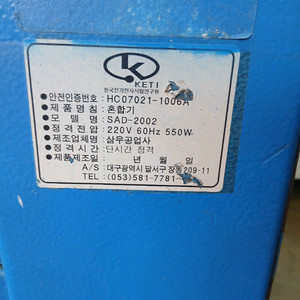 KETI
한국전기전자시험연구원
안전인증번호 : HC07021-1006A
제품명칭 : 혼합기
모델명 : SAD-2002
정격전압 : 220V 60Hz 550W
제조업체명 : 삼우공업사
정격시간 : 단시간 정격
제품제조일 : 년 월 일
A/S : 대구광역시 달서구 장동 209-11
TEL : (053)581-7781~